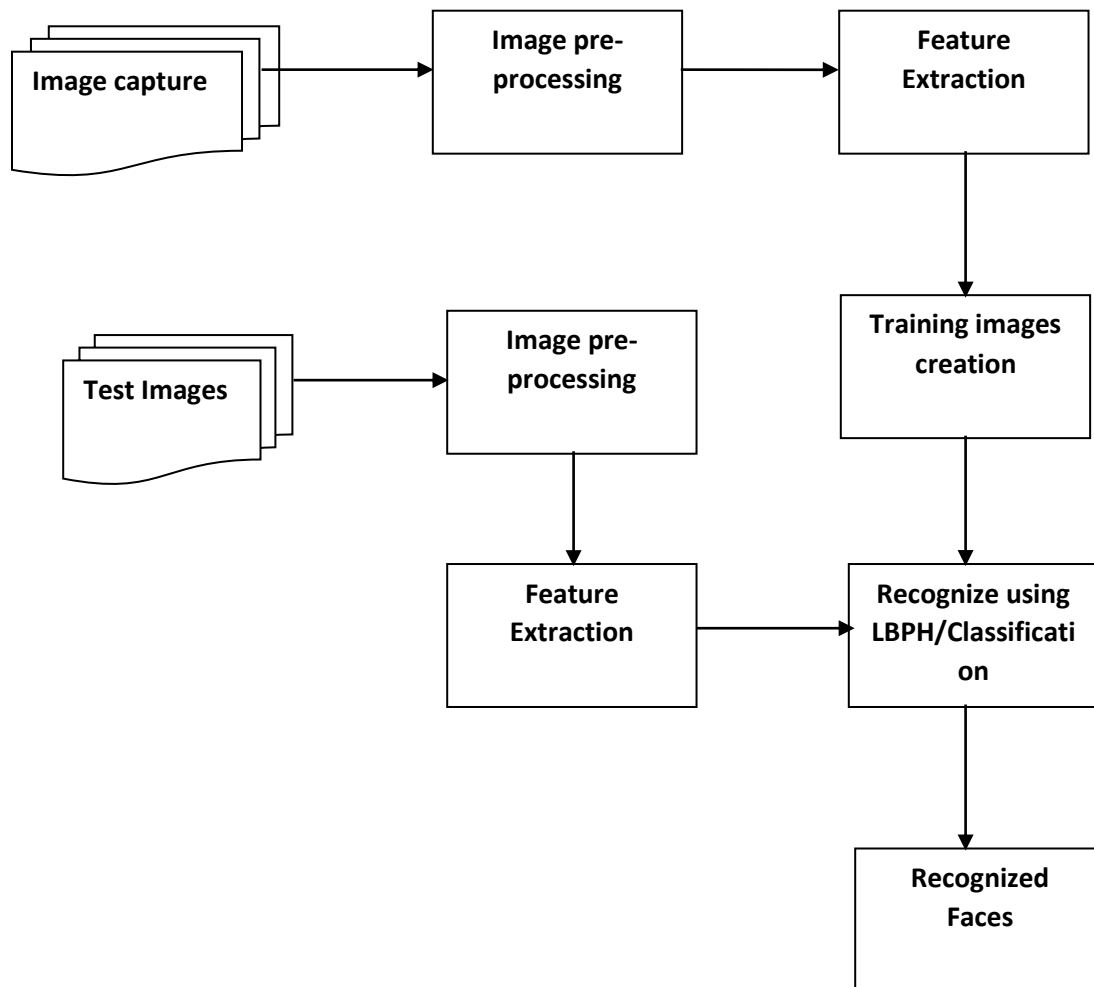 Image capture
Image pre-
processing
Feature
Extraction
Training images
creation
Test Images
Image pre-
processing
Feature
Extraction
Recognize using
LBPH/Classificati
on
Recognized
Faces